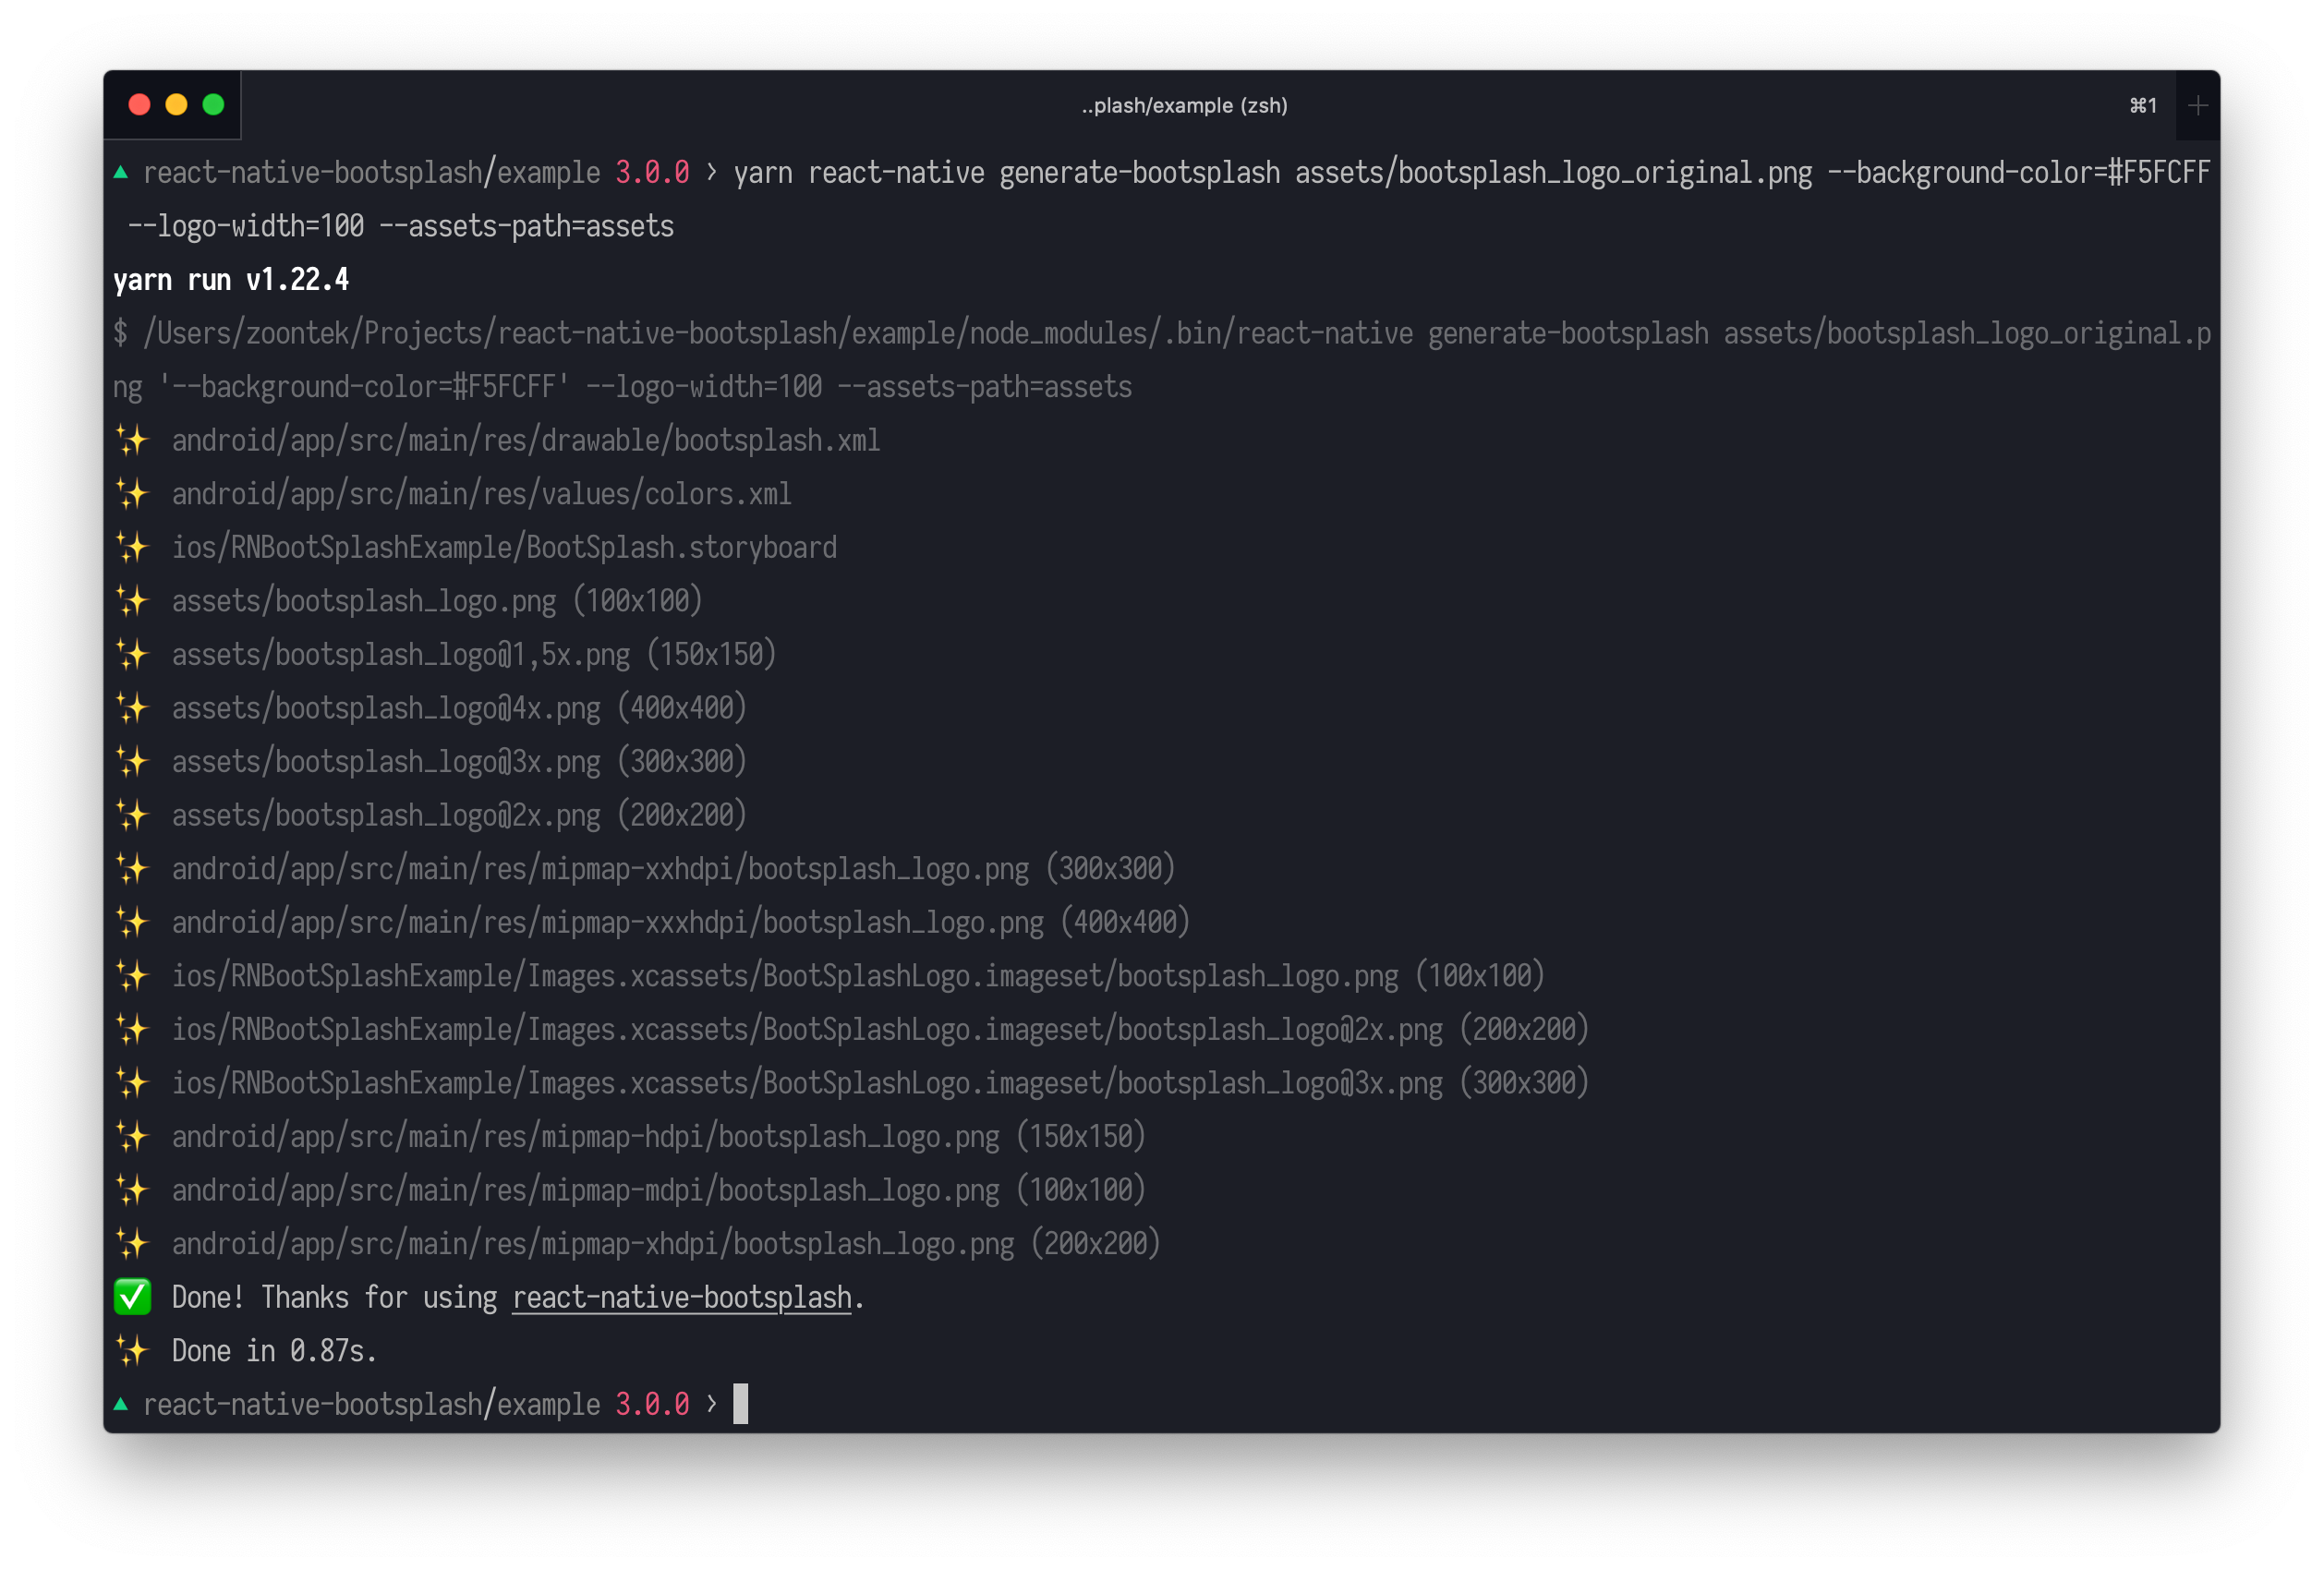 ..plash/example (zsh)
⌘1
+
▲ react-native-bootsplash/example 3.0.0 › yarn react-native generate-bootsplash assets/bootsplash_logo_original.png --background-color=#F5FCFF
--logo-width=100 --assets-path=assets
yarn run v1.22.4
$ /Users/zoontek/Projects/react-native-bootsplash/example/node_modules/.bin/react-native generate-bootsplash assets/bootsplash_logo_original.p
ng '--background-color=#F5FCFF' --logo-width=100 --assets-path=assets
✨ android/app/src/main/res/drawable/bootsplash.xml
✨ android/app/src/main/res/values/colors.xml
✨ ios/RNBootSplashExample/BootSplash.storyboard
✨ assets/bootsplash_logo.png (100x100)
✨ assets/bootsplash_logo@1,5x.png (150x150)
✨ assets/bootsplash_logo@4x.png (400x400)
✨ assets/bootsplash_logo@3x.png (300x300)
✨ assets/bootsplash_logo@2x.png (200x200)
✨ android/app/src/main/res/mipmap-xxhdpi/bootsplash_logo.png (300x300)
✨ android/app/src/main/res/mipmap-xxxhdpi/bootsplash_logo.png (400x400)
✨ ios/RNBootSplashExample/Images.xcassets/BootSplashLogo.imageset/bootsplash_logo.png (100x100)
✨ ios/RNBootSplashExample/Images.xcassets/BootSplashLogo.imageset/bootsplash_logo@2x.png (200x200)
✨ ios/RNBootSplashExample/Images.xcassets/BootSplashLogo.imageset/bootsplash_logo@3x.png (300x300)
✨ android/app/src/main/res/mipmap-hdpi/bootsplash_logo.png (150x150)
✨ android/app/src/main/res/mipmap-mdpi/bootsplash_logo.png (100x100)
✨ android/app/src/main/res/mipmap-xhdpi/bootsplash_logo.png (200x200)
✅ Done! Thanks for using react-native-bootsplash.
✨ Done in 0.87s.
▲ react-native-bootsplash/example 3.0.0 ›